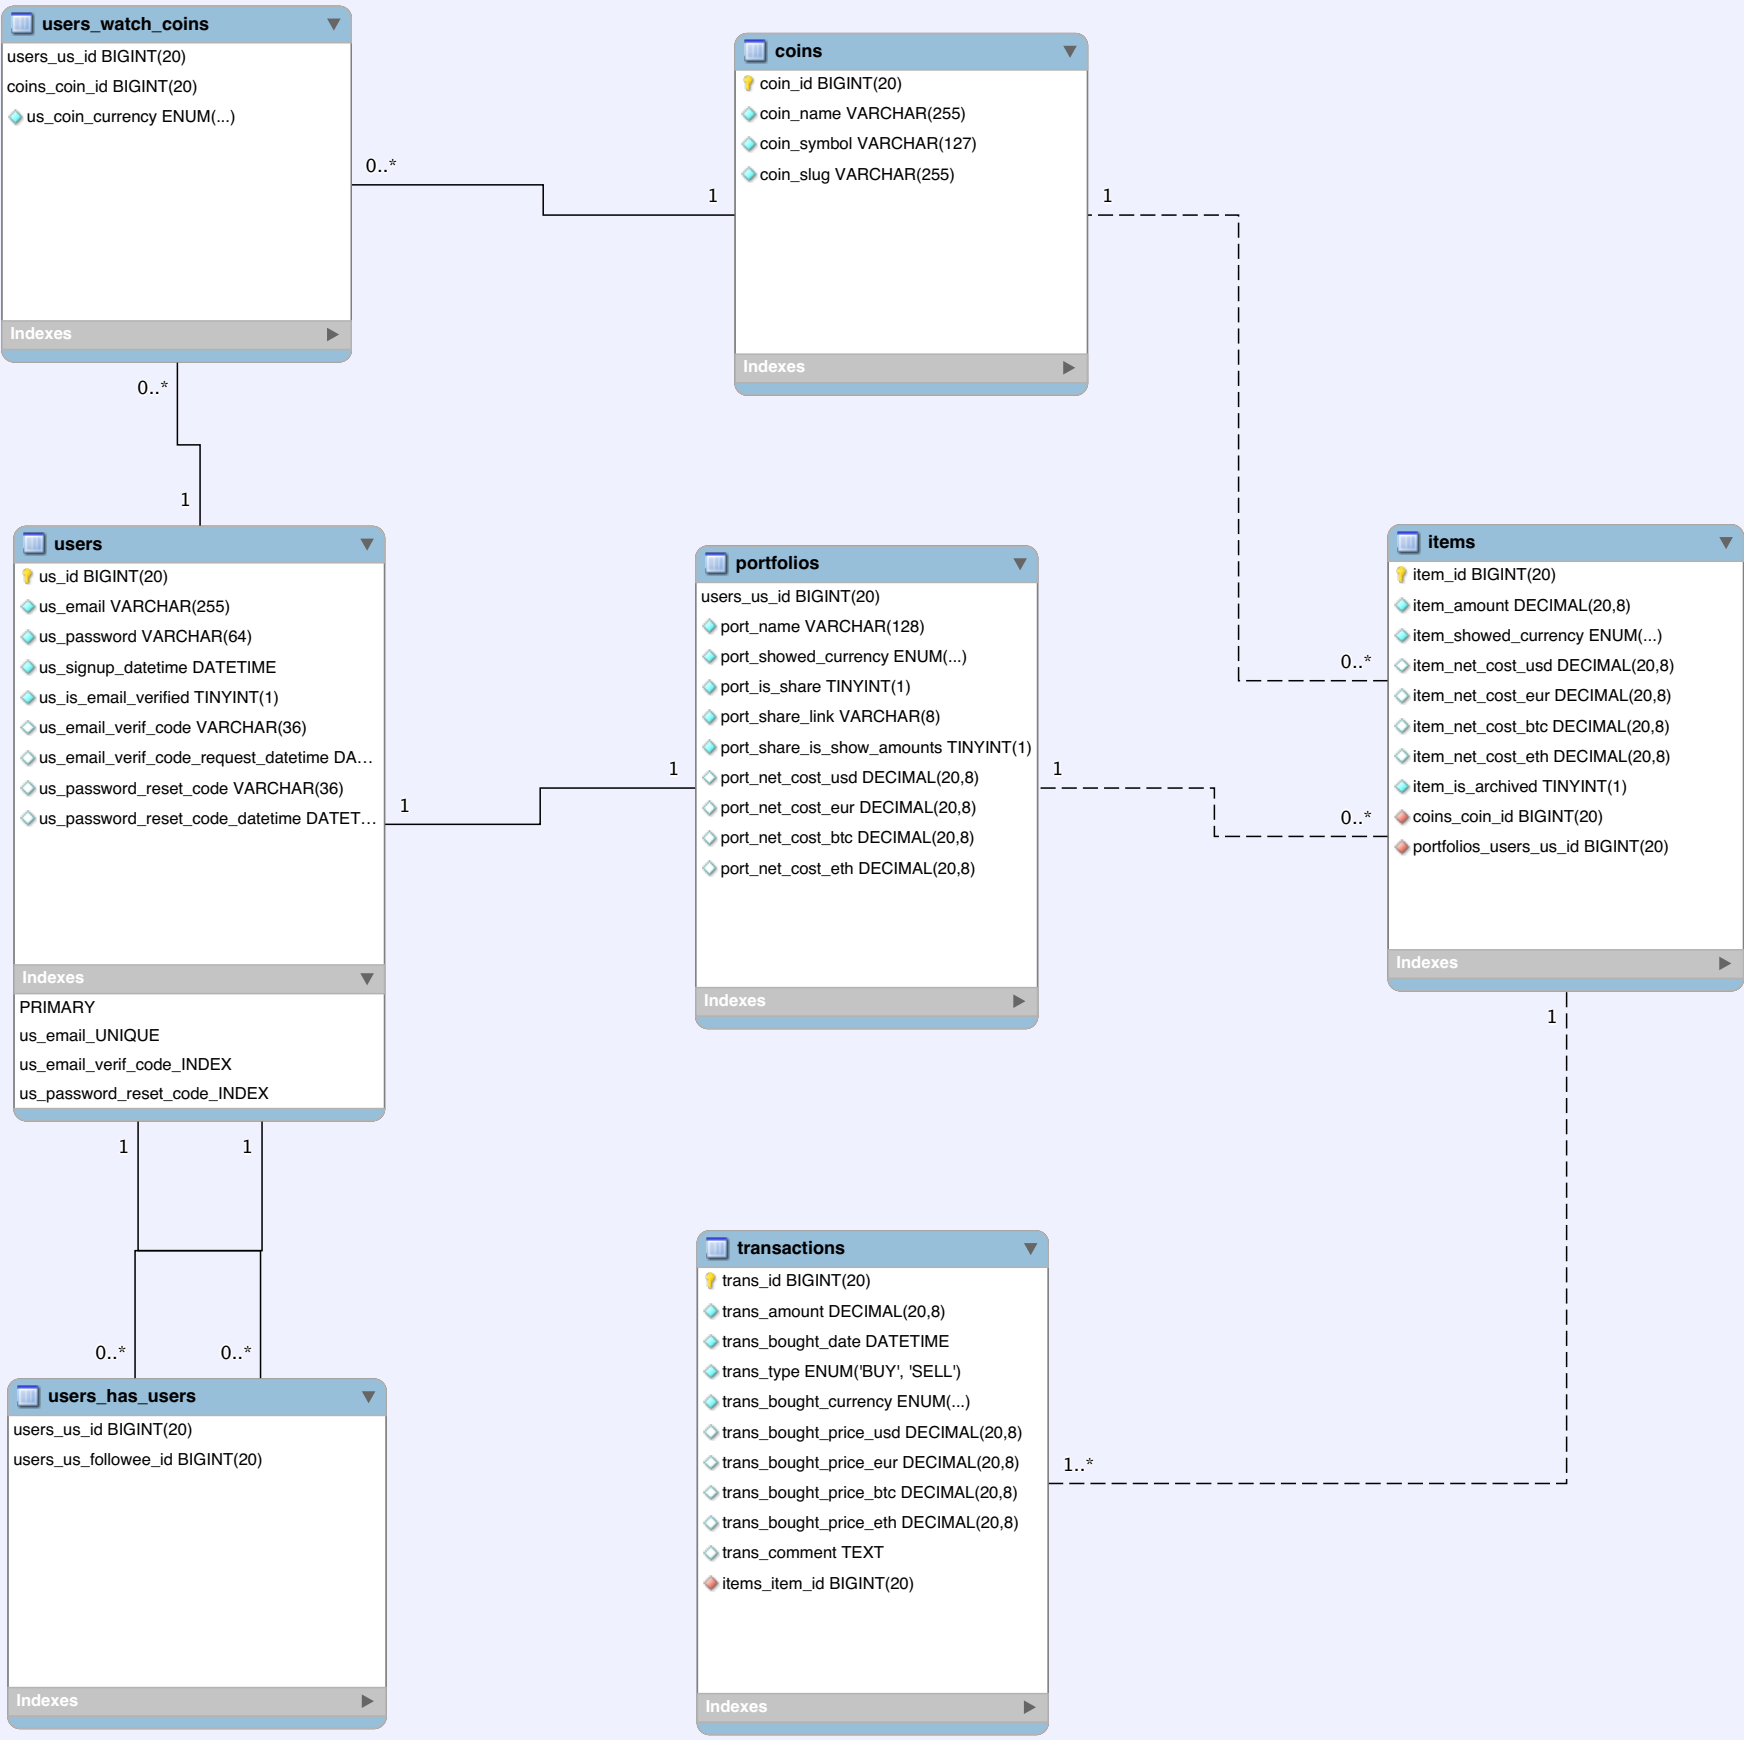 users_watch_coins
users_us_id BIGINT(20)
coins_coin_id BIGINT(20)
us_coin_currency ENUM(...)
Indexes
0..*
1
0..*
1
coins
coin_id BIGINT(20)
coin_name VARCHAR(255)
coin_symbol VARCHAR(127)
coin_slug VARCHAR(255)
Indexes
1
0..*
users
us_id BIGINT(20)
us_email VARCHAR(255)
us_password VARCHAR(64)
us_signup_datetime DATETIME
us_is_email_verified TINYINT(1)
us_email_verif_code VARCHAR(36)
us_email_verif_code_request_datetime DA...
us_password_reset_code VARCHAR(36)
us_password_reset_code_datetime DATET...
Indexes
PRIMARY
us_email_UNIQUE
us_email_verif_code_INDEX
us_password_reset_code_INDEX
1
1
portfolios
users_us_id BIGINT(20)
port_name VARCHAR(128)
port_showed_currency ENUM(...)
port_is_share TINYINT(1)
port_share_link VARCHAR(8)
port_share_is_show_amounts TINYINT(1)
port_net_cost_usd DECIMAL(20,8)
port_net_cost_eur DECIMAL(20,8)
port_net_cost_btc DECIMAL(20,8)
port_net_cost_eth DECIMAL(20,8)
Indexes
1
0..*
items
item_id BIGINT(20)
item_amount DECIMAL(20,8)
item_showed_currency ENUM(...)
item_net_cost_usd DECIMAL(20,8)
item_net_cost_eur DECIMAL(20,8)
item_net_cost_btc DECIMAL(20,8)
item_net_cost_eth DECIMAL(20,8)
item_is_archived TINYINT(1)
coins_coin_id BIGINT(20)
portfolios_users_us_id BIGINT(20)
Indexes
1
1
1
0..*
0..*
users_has_users
users_us_id BIGINT(20)
users_us_followee_id BIGINT(20)
Indexes
transactions
trans_id BIGINT(20)
trans_amount DECIMAL(20,8)
trans_bought_date DATETIME
trans_type ENUM('BUY', 'SELL')
trans_bought_currency ENUM(...)
trans_bought_price_usd DECIMAL(20,8)
trans_bought_price_eur DECIMAL(20,8)
trans_bought_price_btc DECIMAL(20,8)
trans_bought_price_eth DECIMAL(20,8)
trans_comment TEXT
items_item_id BIGINT(20)
Indexes
1..*